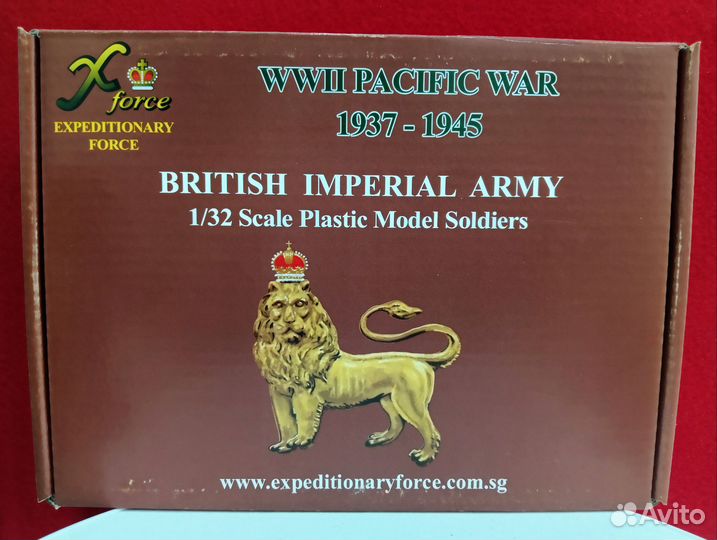 X force
EXPEDITIONARY
FORCE
WWII PACIFIC WAR
1937 - 1945
BRITISH IMPERIAL ARMY
1/32 Scale Plastic Model Soldiers
www.expeditionaryforce.com.sg
Avito